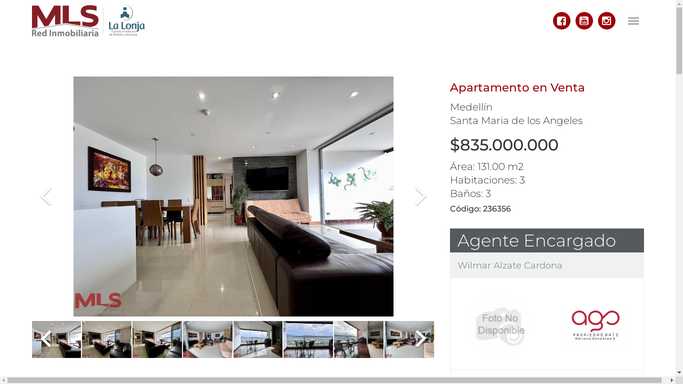 MLS
Red Inmobiliaria
La Lonja
Apartamento en Venta
Medellín
Santa Maria de los Angeles
$835.000.000
Área: 131.00 m2
Habitaciones: 3
Baños: 3
Código: 236356
Agente Encargado
Wilmar Alzate Cardona
MLS
Foto No
Disponible
ago